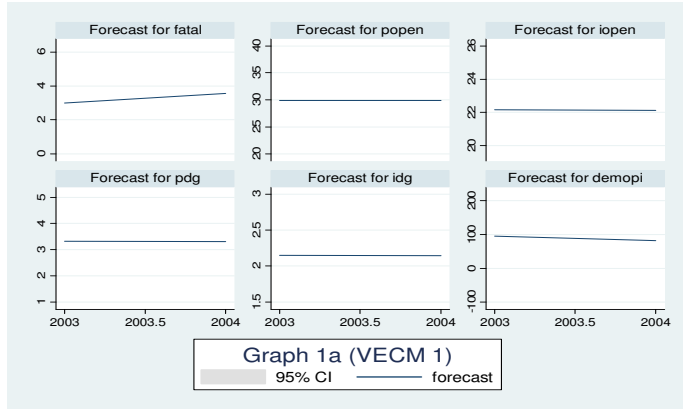 Forecast for fatal
Forecast for popen
Forecast for iopen
6
4
2
0
40
35
30
25
20
26
24
22
20
Forecast for pdg
Forecast for idg
Forecast for demopi
5
4
3
2
1
3
2.5
2
1.5
200
100
0
-100
2003 2003.5 2004
2003 2003.5 2004
2003 2003.5 2004
Graph 1a (VECM 1)
95% CI forecast